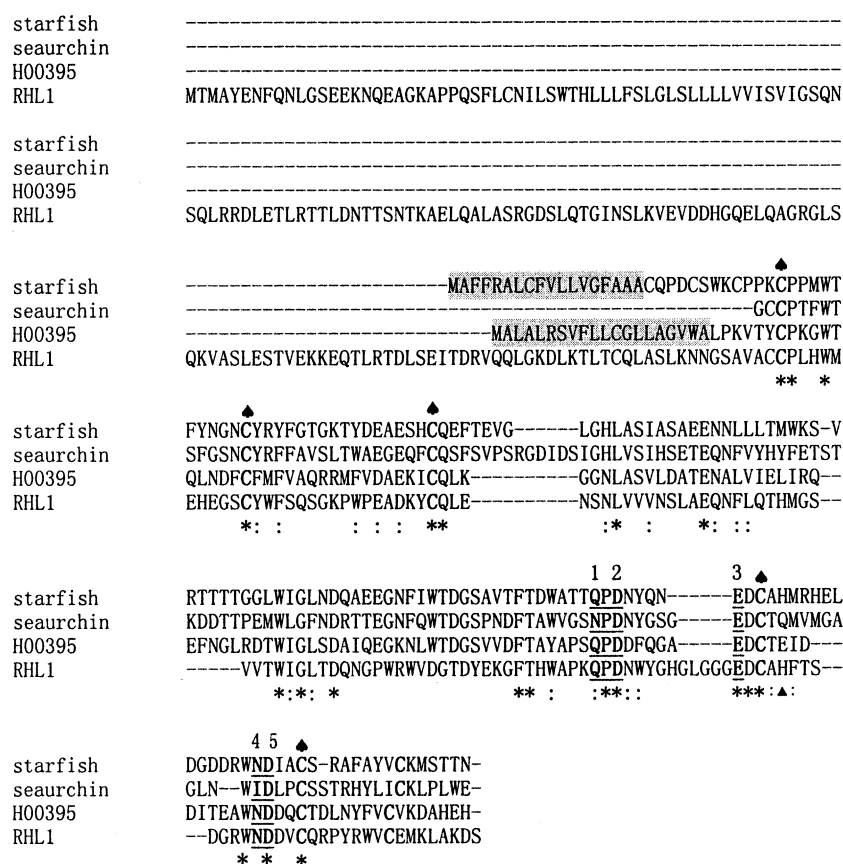 starfish ------------------------------------------------------------
seaurchin ------------------------------------------------------------
H00395 ------------------------------------------------------------
RHL1 MTMAYENFQNLGSEEKNQEAGKAPPQSFLCNILSWTHLLLFSLGLSLLLLVVISVIGSQN
starfish ------------------------------------------------------------
seaurchin ------------------------------------------------------------
H00395 ------------------------------------------------------------
RHL1 SQLRRDLETLRTTLDNTTSNTKAELQALASRGDSLQTGINSLKVEVDDHGQELQAGRGLS
♠
starfish ------------------------MAFFRALCFVLLVGFAAACQPDCSWKCPPKCPPMWT
seaurchin ----------------------------------------------------GCCPTFWT
H00395 ----------------------------MALALRSVFLLCGLLAGVWALPKVTYCPKGWT
RHL1 QKVASLESTVEKKEQTLRTDLSEITDRVQQLGKDLKTLTCQLASLKNNGSAVACCPLHWM
** *
♠ ♠
starfish FYNGNCYRYFGTGKTYDEAESHCQEFTEVG------LGHLASIASAEENNLLLTMWKS-V
seaurchin SFGSNCYRFFAVSLTWAEGEQFCQSFSVPSRGDIDSIGHLVSIHSETEQNFVYHYFETST
H00395 QLNDFCFMFVAQRRMFVDAEKICQLK----------GGNLASVLDATENALVIELIRQ--
RHL1 EHEGSCYWFSQSGKPWPEADKYCQLE----------NSNLVVVNSLAEQNFLQTHMGS--
*: : : : : ** :* : *: ::
1 2 3 ♠
starfish RTTTTGGLWIGLNDQAEEGNFIWTDGSAVTFTDWATTQPDNYQN------EDCAHMRHEL
seaurchin KDDTTPEMWLGFNDRTTEGNFQWTDGSPNDFTAWVGSNPDNYGSG-----EDCTQMVMGA
H00395 EFNGLRDTWIGLSDAIQEGKNLWTDGSVVTFTAYAPSQPDDFQGA-----EDCTEID---
RHL1 -----VVTWIGLTDQNGPWRWVDGTDYEKGFTHWAPKQPDNWYGHGLGGGEDCAHFTS--
*:*: * ** : :**:: ***:▲:
4 5 ♠
starfish DGDDRWNDIACS-RAFAYVCKMSTTN-
seaurchin GLN--WIDLPCSSTRHYLICKLPLWE-
H00395 DITEAWNDDQCTDLNYFVCVKDAHEH-
RHL1 --DGRWNDDVCQRPYRWVCEMKLAKDS
* * *